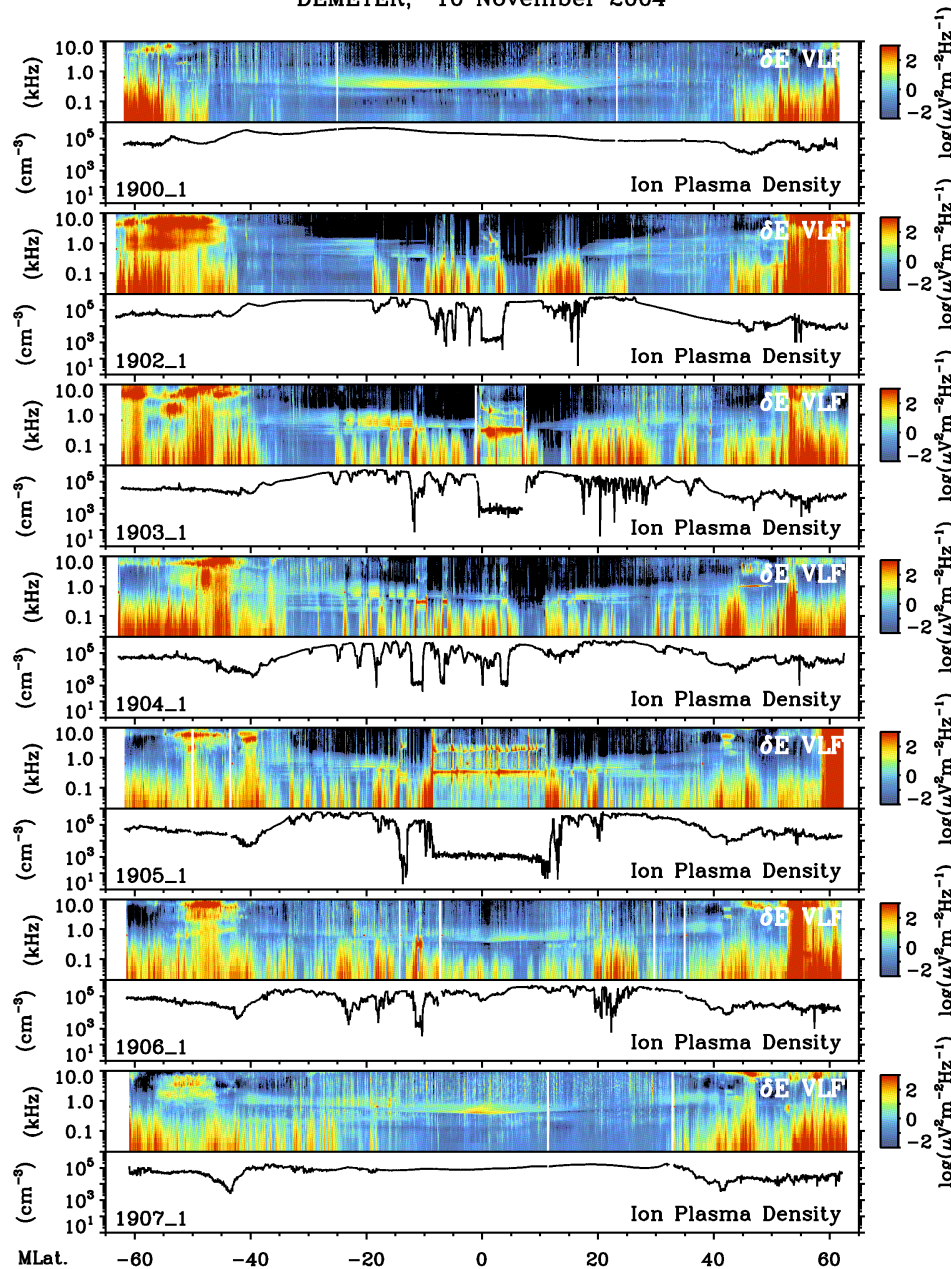 DEMETER, 10 November 2004
10.0
1.0
0.1
(kHz)
δE VLF
2
0
−2
log(μV²m⁻²Hz⁻¹)
10⁵
10³
10¹
(cm⁻³)
1900_1
Ion Plasma Density
10.0
1.0
0.1
(kHz)
δE VLF
2
0
−2
log(μV²m⁻²Hz⁻¹)
10⁵
10³
10¹
(cm⁻³)
1902_1
Ion Plasma Density
10.0
1.0
0.1
(kHz)
δE VLF
2
0
−2
log(μV²m⁻²Hz⁻¹)
10⁵
10³
10¹
(cm⁻³)
1903_1
Ion Plasma Density
10.0
1.0
0.1
(kHz)
δE VLF
2
0
−2
log(μV²m⁻²Hz⁻¹)
10⁵
10³
10¹
(cm⁻³)
1904_1
Ion Plasma Density
10.0
1.0
0.1
(kHz)
δE VLF
2
0
−2
log(μV²m⁻²Hz⁻¹)
10⁵
10³
10¹
(cm⁻³)
1905_1
Ion Plasma Density
10.0
1.0
0.1
(kHz)
δE VLF
2
0
−2
log(μV²m⁻²Hz⁻¹)
10⁵
10³
10¹
(cm⁻³)
1906_1
Ion Plasma Density
10.0
1.0
0.1
(kHz)
δE VLF
2
0
−2
log(μV²m⁻²Hz⁻¹)
10⁵
10³
10¹
(cm⁻³)
1907_1
Ion Plasma Density
MLat. −60 −40 −20 0 20 40 60